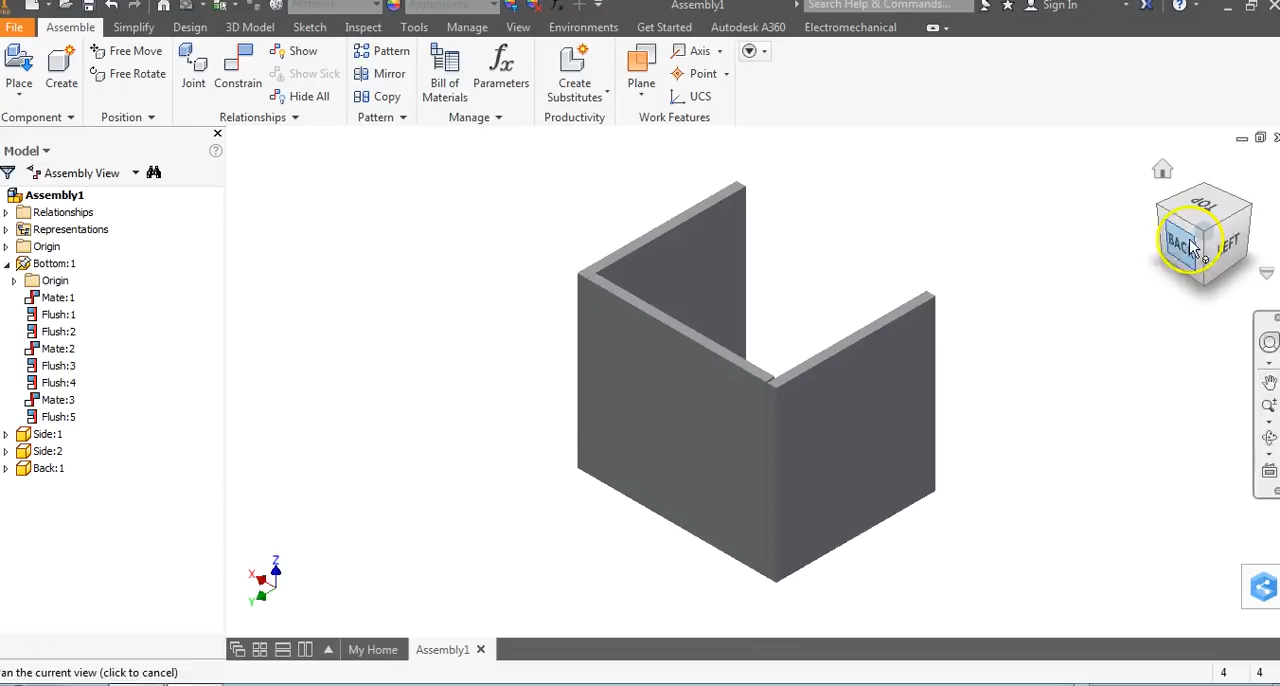 Assembly1
Search Help & Commands...
Sign In
File
Assemble
Simplify
Design
3D Model
Sketch
Inspect
Tools
Manage
View
Environments
Get Started
Autodesk A360
Electromechanical
Place
Create
Free Move
Free Rotate
Joint
Constrain
Show
Show Sick
Hide All
Pattern
Mirror
Copy
Bill of
Materials
Parameters
Create
Substitutes
Plane
Axis
Point
UCS
Component
Position
Relationships
Pattern
Manage
Productivity
Work Features
Model
Assembly View
Assembly1
Relationships
Representations
Origin
Bottom:1
Origin
Mate:1
Flush:1
Flush:2
Mate:2
Flush:3
Flush:4
Mate:3
Flush:5
Side:1
Side:2
Back:1
TOP
BACK
LEFT
Z
X
Y
My Home
Assembly1
an the current view (click to cancel)
4 4